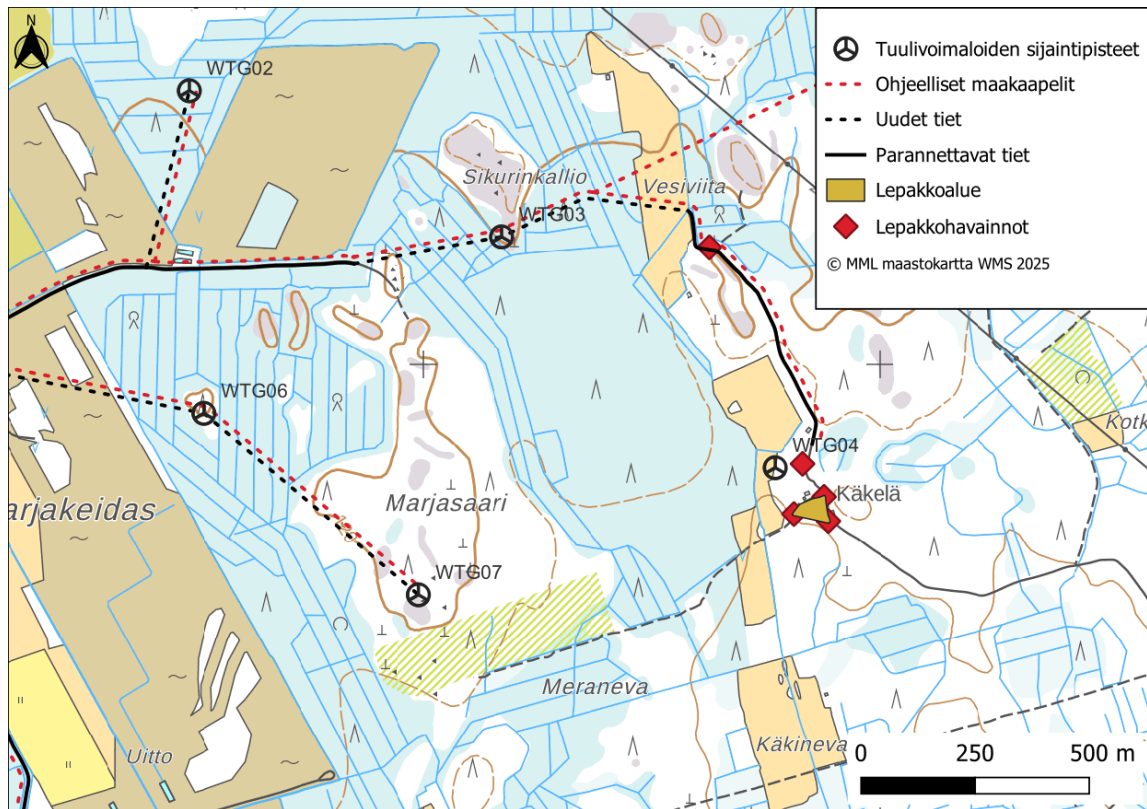 N
WTG02
Tuulivoimaloiden sijaintipisteet
Ohjeelliset maakaapelit
Uudet tiet
Parannettavat tiet
Lepakkoalue
Lepakkohavainnot
© MML maastokartta WMS 2025
Sikurinkallio
Vesiviita
WTG03
WTG06
WTG04
Kotk
Käkelä
Marjasaari
arjakeidas
WTG07
Meraneva
Käkineva
Uitto
0 250 500 m